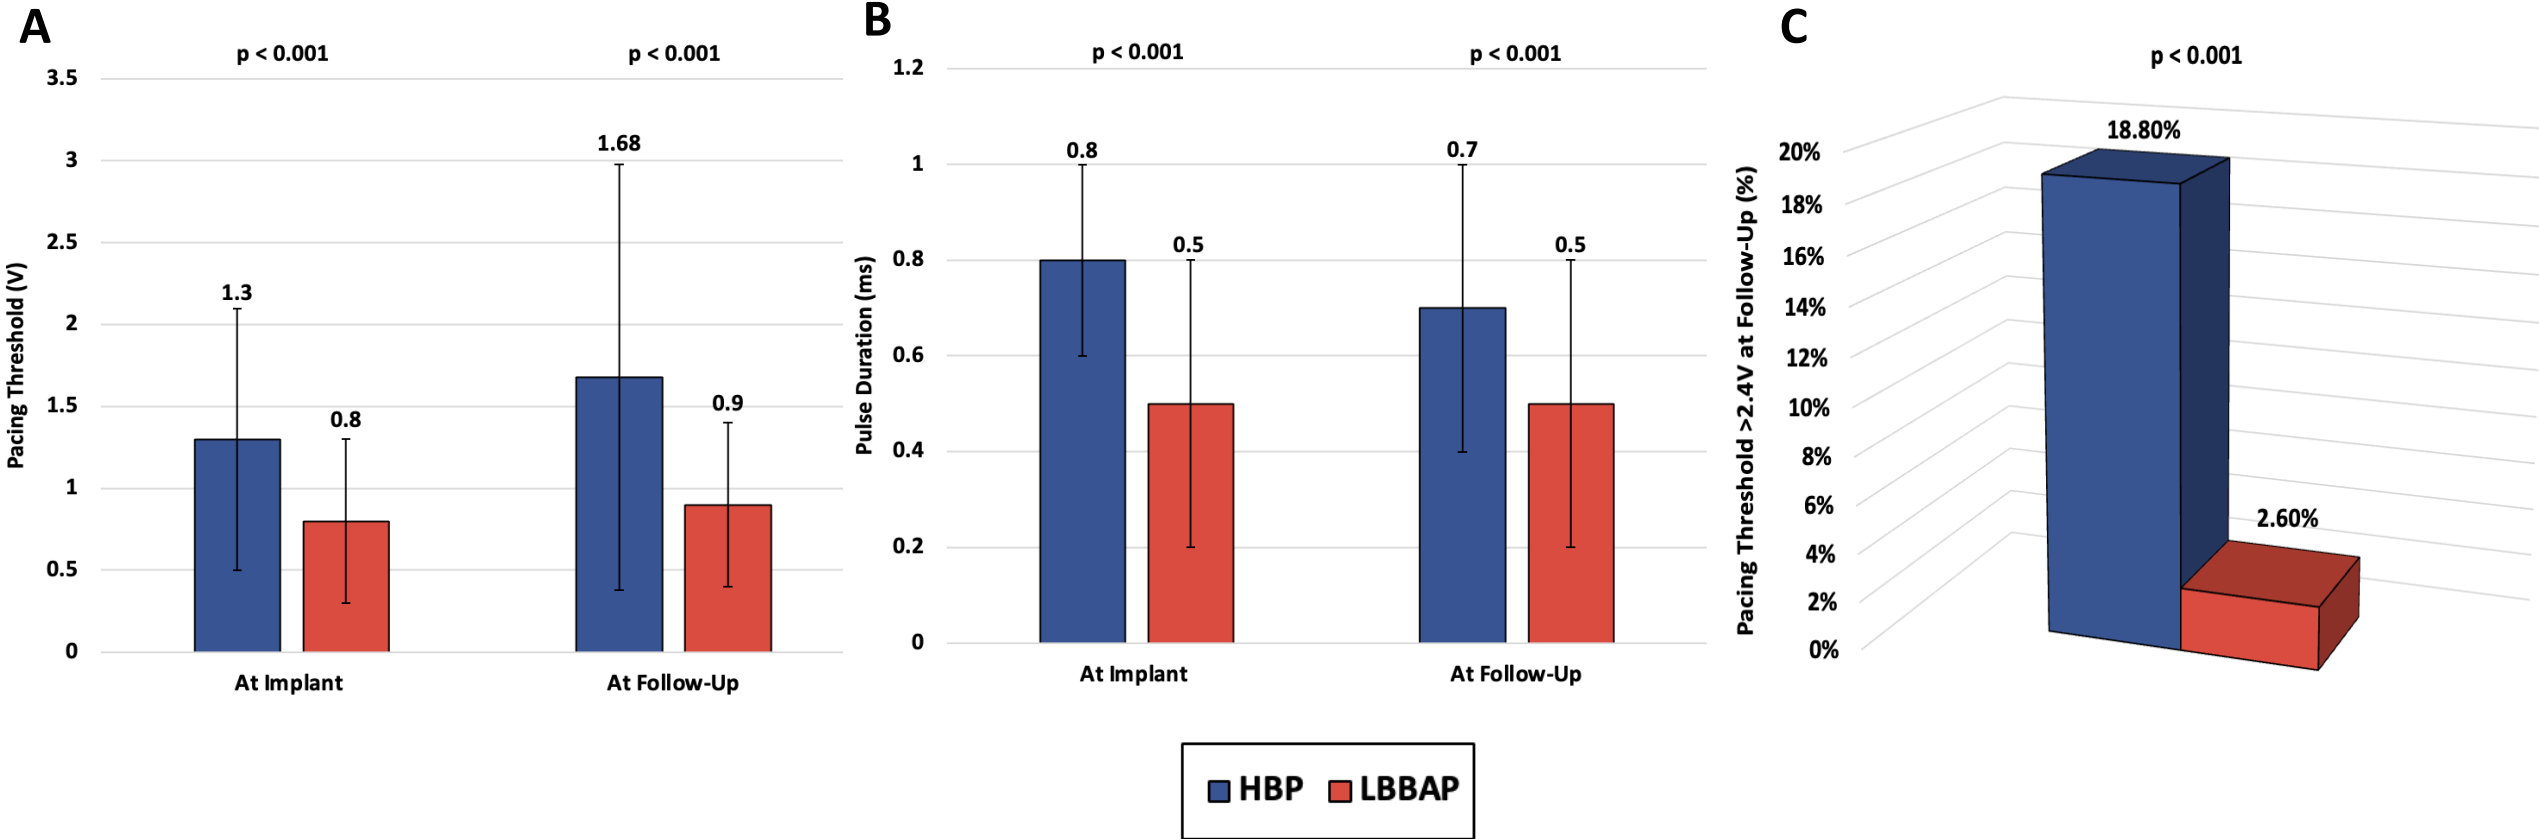 A
p < 0.001
p < 0.001
Pacing Threshold (V)
3.5
3
2.5
2
1.5
1
0.5
0
1.3
0.8
1.68
0.9
At Implant
At Follow-Up
B
p < 0.001
p < 0.001
Pulse Duration (ms)
1.2
1
0.8
0.6
0.4
0.2
0
0.8
0.5
0.7
0.5
At Implant
At Follow-Up
C
p < 0.001
Pacing Threshold >2.4V at Follow-Up (%)
20%
18%
16%
14%
12%
10%
8%
6%
4%
2%
0%
18.80%
2.60%
HBP LBBAP